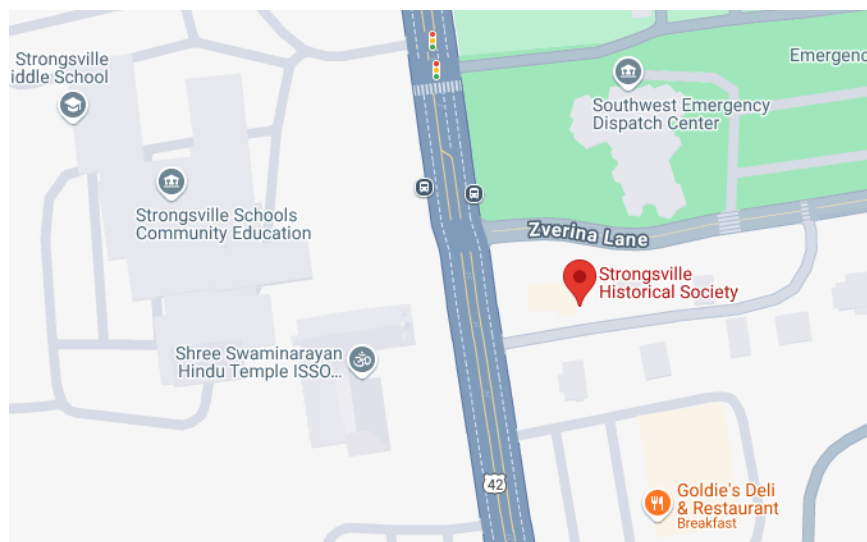 Strongsville
iddle School
Emergenc
Southwest Emergency
Dispatch Center
Strongsville Schools
Community Education
Zverina Lane
Strongsville
Historical Society
Shree Swaminarayan
Hindu Temple ISSO...
42
Goldie's Deli
& Restaurant
Breakfast